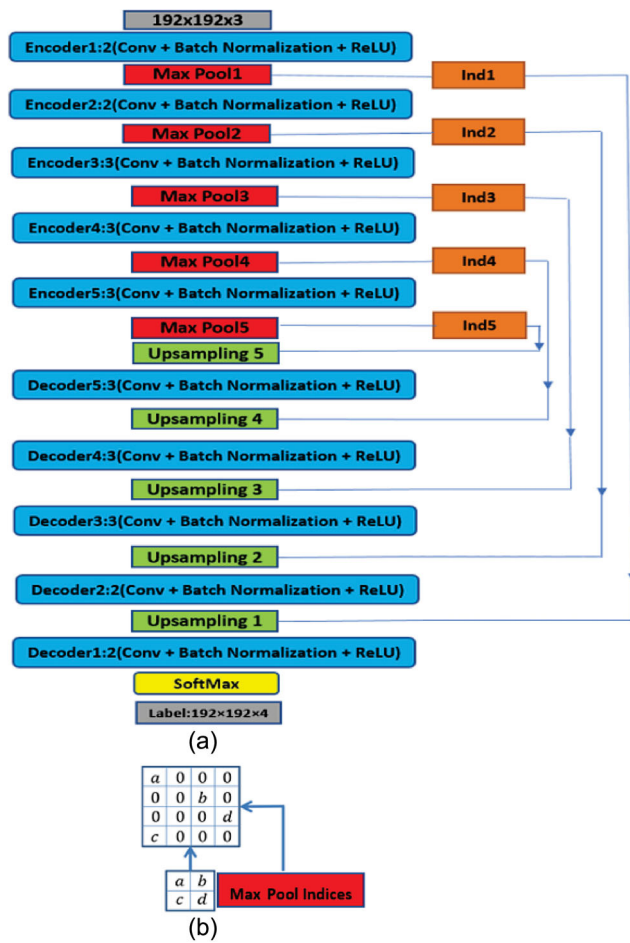 192x192x3
Encoder1:2(Conv + Batch Normalization + ReLU)
Max Pool1 Ind1
Encoder2:2(Conv + Batch Normalization + ReLU)
Max Pool2 Ind2
Encoder3:3(Conv + Batch Normalization + ReLU)
Max Pool3 Ind3
Encoder4:3(Conv + Batch Normalization + ReLU)
Max Pool4 Ind4
Encoder5:3(Conv + Batch Normalization + ReLU)
Max Pool5 Ind5
Upsampling 5
Decoder5:3(Conv + Batch Normalization + ReLU)
Upsampling 4
Decoder4:3(Conv + Batch Normalization + ReLU)
Upsampling 3
Decoder3:3(Conv + Batch Normalization + ReLU)
Upsampling 2
Decoder2:2(Conv + Batch Normalization + ReLU)
Upsampling 1
Decoder1:2(Conv + Batch Normalization + ReLU)
SoftMax
Label:192×192×4
(a)
a 0 0 0
0 0 b 0
0 0 0 d
c 0 0 0
a b
c d
Max Pool Indices
(b)